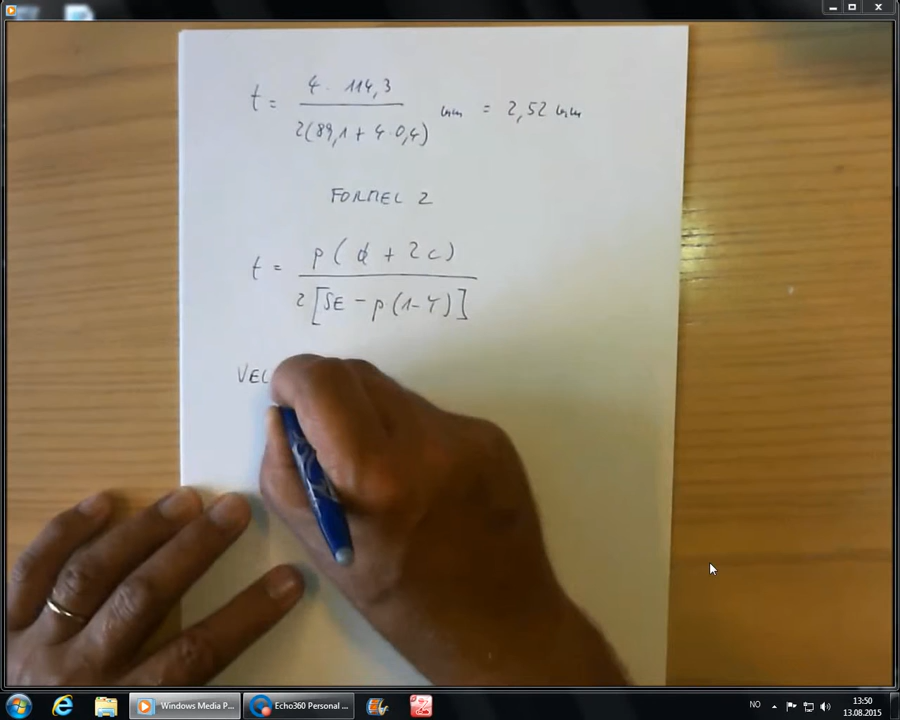 t = 4 · 114,3 / 2(89,1 + 4·0,4) mm = 2,52 mm
FORMEL 2
t = p(d + 2c) / 2[SE - p(1-Y)]
VEL
Windows Media P...
Echo360 Personal ...
NO
13:50
13.08.2015